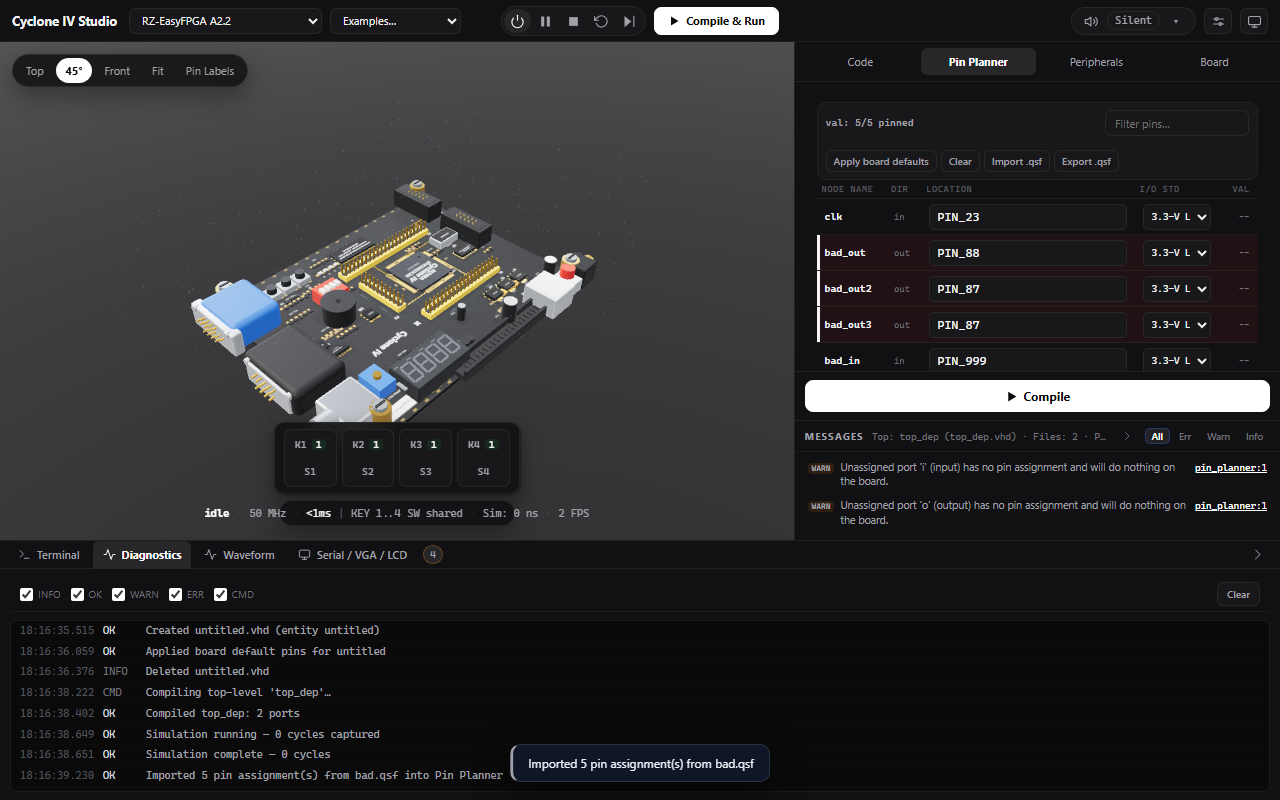 Cyclone IV Studio
RZ-EasyFPGA A2.2
Examples...
Compile & Run
Silent
Top
45°
Front
Fit
Pin Labels
Code
Pin Planner
Peripherals
Board
val: 5/5 pinned
Filter pins...
Apply board defaults
Clear
Import .qsf
Export .qsf
NODE NAME DIR LOCATION I/O STD VAL
clk in PIN_23 3.3-V L --
bad_out out PIN_88 3.3-V L --
bad_out2 out PIN_87 3.3-V L --
bad_out3 out PIN_87 3.3-V L --
bad_in in PIN_999 3.3-V L --
Compile
MESSAGES Top: top_dep (top_dep.vhd) · Files: 2 · P… All Err Warn Info
WARN Unassigned port 'i' (input) has no pin assignment and will do nothing on the board. pin_planner:1
WARN Unassigned port 'o' (output) has no pin assignment and will do nothing on the board. pin_planner:1
Cyclone IV
K1 1 K2 1 K3 1 K4 1
S1 S2 S3 S4
idle · 50 MHz · <1ms | KEY 1..4 SW shared · Sim: 0 ns · 2 FPS
Terminal
Diagnostics
Waveform
Serial / VGA / LCD
4
INFO OK WARN ERR CMD
Clear
18:16:35.515 OK Created untitled.vhd (entity untitled)
18:16:36.059 OK Applied board default pins for untitled
18:16:36.376 INFO Deleted untitled.vhd
18:16:38.222 CMD Compiling top-level 'top_dep'…
18:16:38.402 OK Compiled top_dep: 2 ports
18:16:38.649 OK Simulation running — 0 cycles captured
18:16:38.651 OK Simulation complete — 0 cycles
18:16:39.230 OK Imported 5 pin assignment(s) from bad.qsf into Pin Planner
Imported 5 pin assignment(s) from bad.qsf